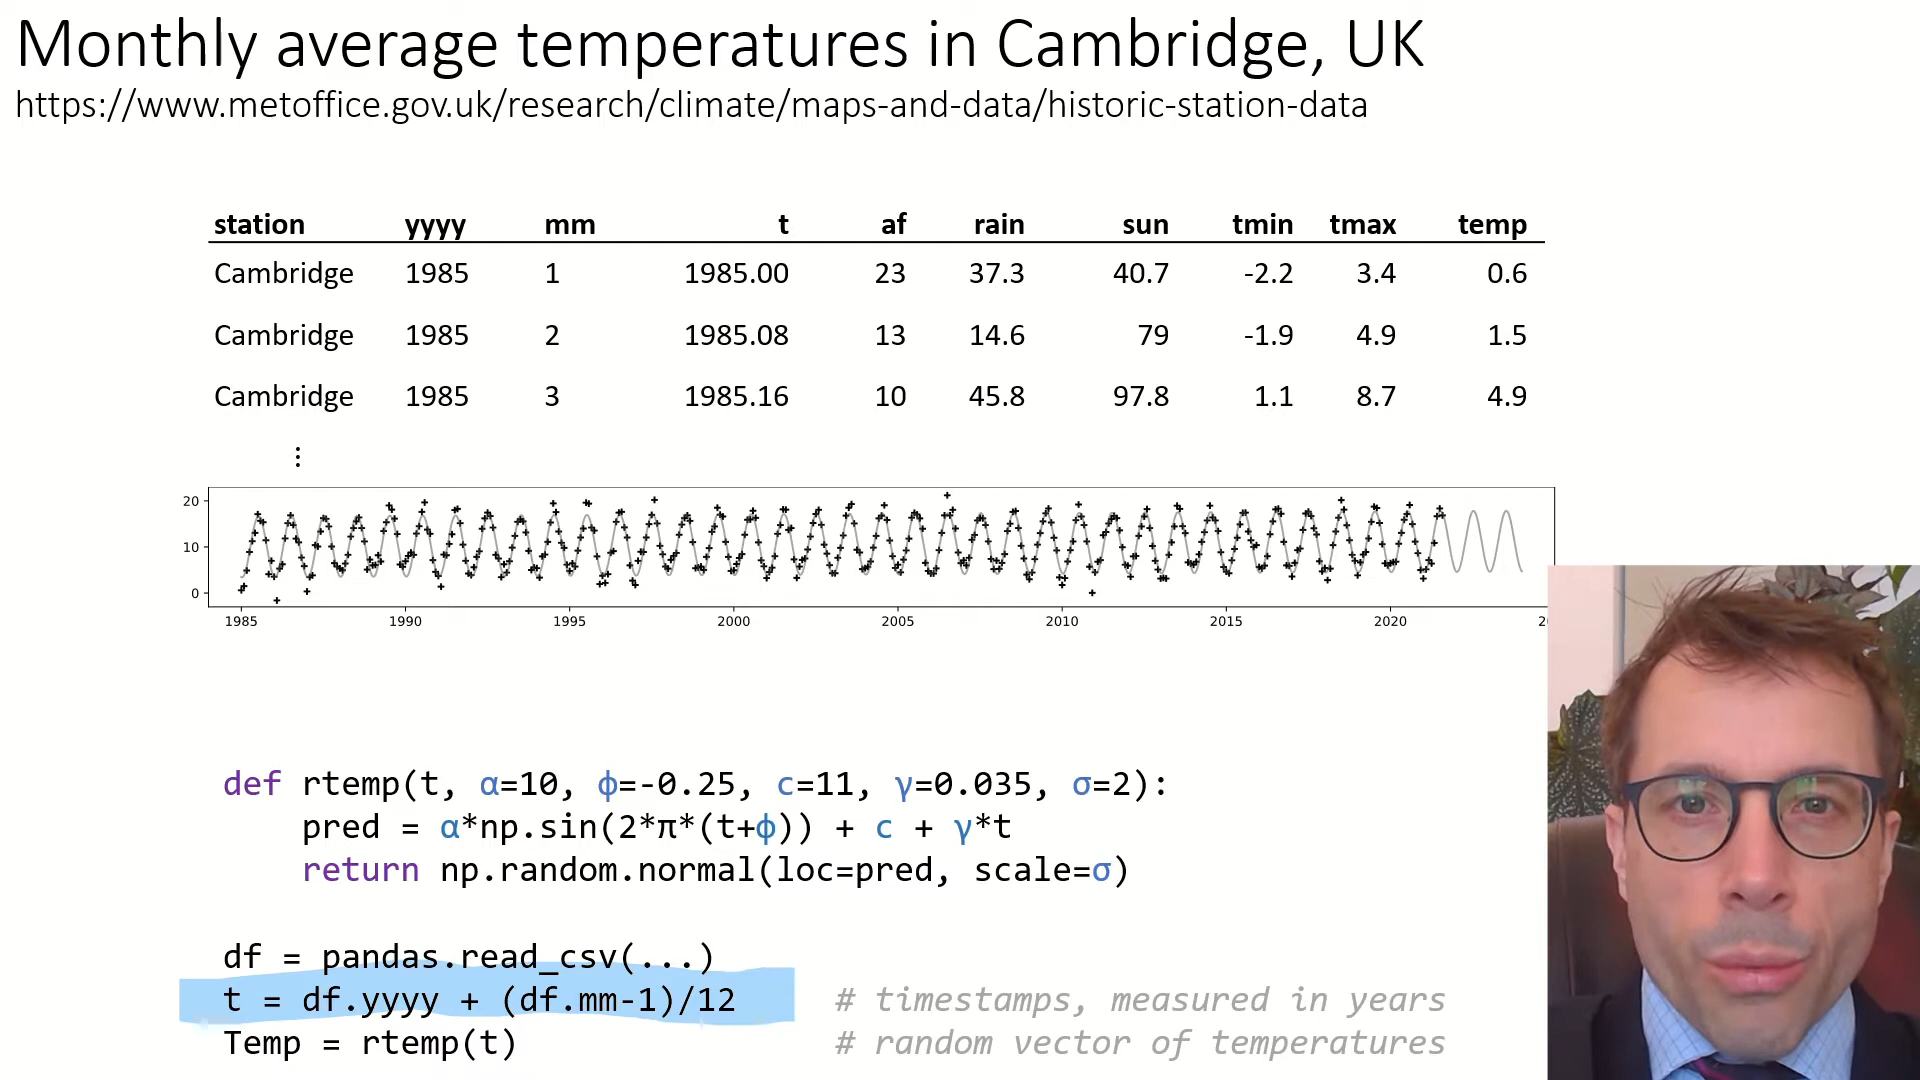 Monthly average temperatures in Cambridge, UK
https://www.metoffice.gov.uk/research/climate/maps-and-data/historic-station-data
station yyyy mm t af rain sun tmin tmax temp
Cambridge 1985 1 1985.00 23 37.3 40.7 -2.2 3.4 0.6
Cambridge 1985 2 1985.08 13 14.6 79 -1.9 4.9 1.5
Cambridge 1985 3 1985.16 10 45.8 97.8 1.1 8.7 4.9
⋮
20
10
0
1985 1990 1995 2000 2005 2010 2015 2020
def rtemp(t, α=10, ϕ=-0.25, c=11, γ=0.035, σ=2):
pred = α*np.sin(2*π*(t+ϕ)) + c + γ*t
return np.random.normal(loc=pred, scale=σ)
df = pandas.read_csv(...)
t = df.yyyy + (df.mm-1)/12 # timestamps, measured in years
Temp = rtemp(t) # random vector of temperatures